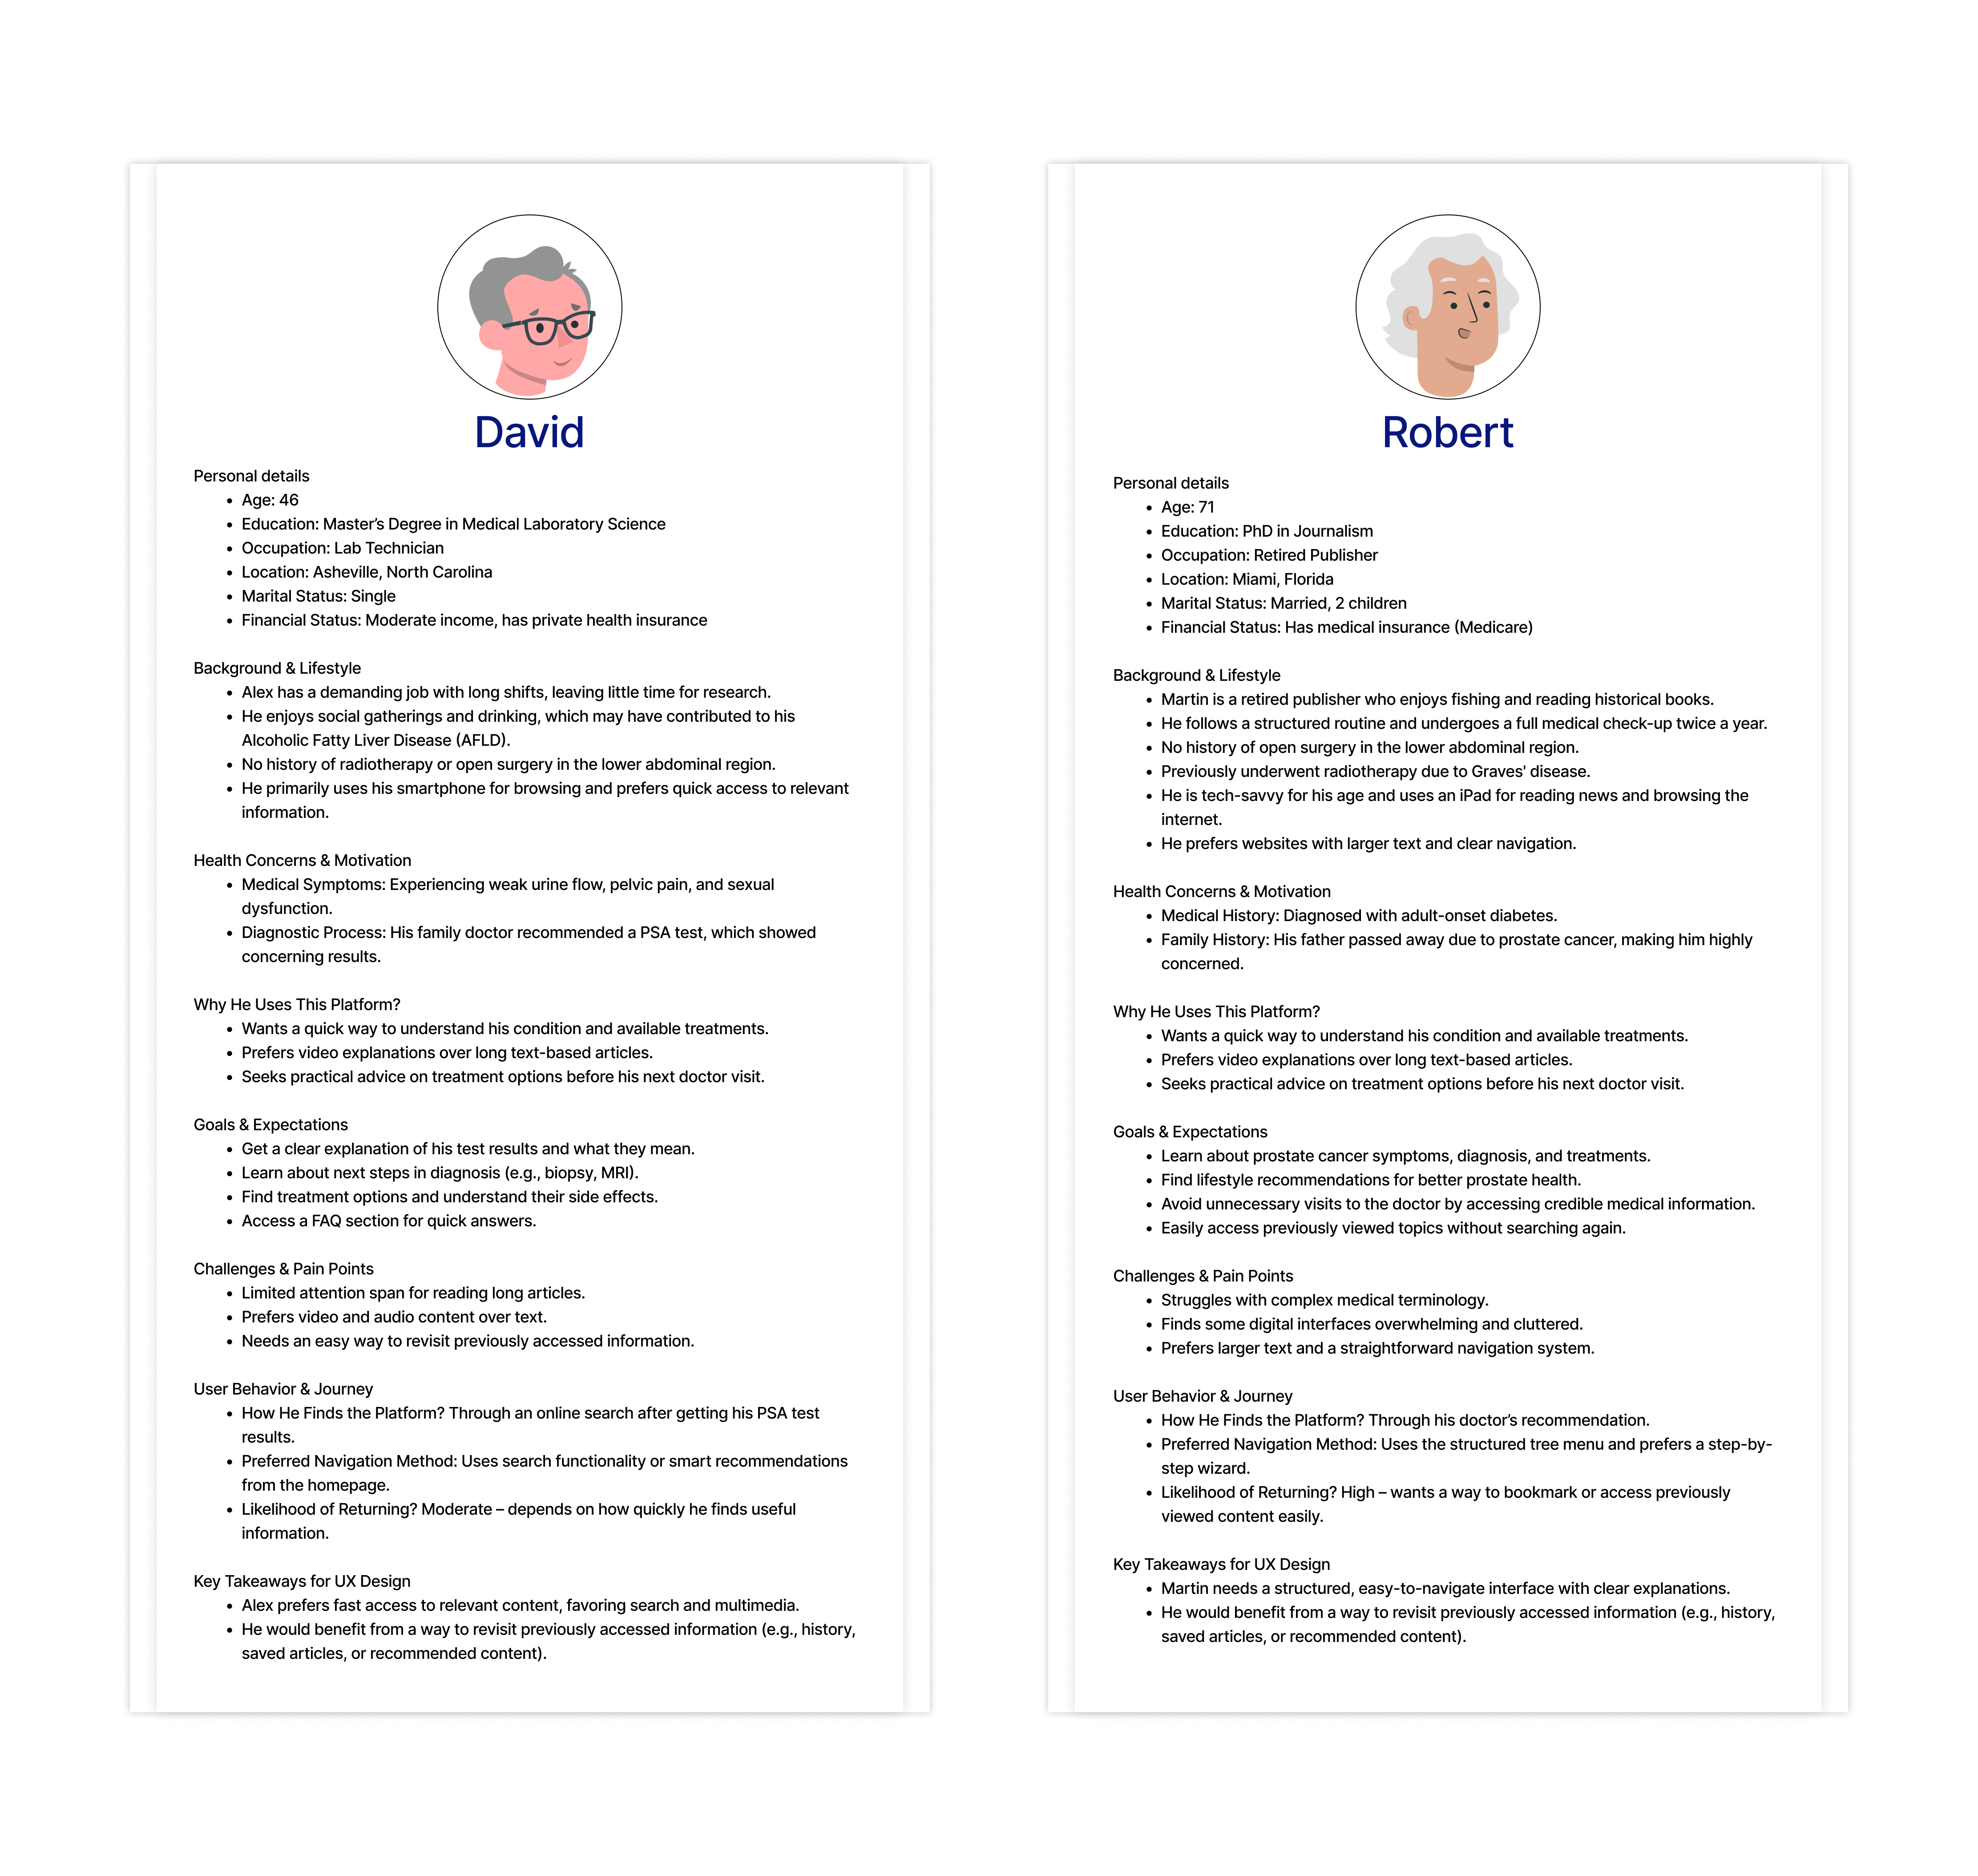 David
Personal details
• Age: 46
• Education: Master's Degree in Medical Laboratory Science
• Occupation: Lab Technician
• Location: Asheville, North Carolina
• Marital Status: Single
• Financial Status: Moderate income, has private health insurance
Background & Lifestyle
• Alex has a demanding job with long shifts, leaving little time for research.
• He enjoys social gatherings and drinking, which may have contributed to his
Alcoholic Fatty Liver Disease (AFLD).
• No history of radiotherapy or open surgery in the lower abdominal region.
• He primarily uses his smartphone for browsing and prefers quick access to relevant
information.
Health Concerns & Motivation
• Medical Symptoms: Experiencing weak urine flow, pelvic pain, and sexual
dysfunction.
• Diagnostic Process: His family doctor recommended a PSA test, which showed
concerning results.
Why He Uses This Platform?
• Wants a quick way to understand his condition and available treatments.
• Prefers video explanations over long text-based articles.
• Seeks practical advice on treatment options before his next doctor visit.
Goals & Expectations
• Get a clear explanation of his test results and what they mean.
• Learn about next steps in diagnosis (e.g., biopsy, MRI).
• Find treatment options and understand their side effects.
• Access a FAQ section for quick answers.
Challenges & Pain Points
• Limited attention span for reading long articles.
• Prefers video and audio content over text.
• Needs an easy way to revisit previously accessed information.
User Behavior & Journey
• How He Finds the Platform? Through an online search after getting his PSA test
results.
• Preferred Navigation Method: Uses search functionality or smart recommendations
from the homepage.
• Likelihood of Returning? Moderate – depends on how quickly he finds useful
information.
Key Takeaways for UX Design
• Alex prefers fast access to relevant content, favoring search and multimedia.
• He would benefit from a way to revisit previously accessed information (e.g., history,
saved articles, or recommended content).
Robert
Personal details
• Age: 71
• Education: PhD in Journalism
• Occupation: Retired Publisher
• Location: Miami, Florida
• Marital Status: Married, 2 children
• Financial Status: Has medical insurance (Medicare)
Background & Lifestyle
• Martin is a retired publisher who enjoys fishing and reading historical books.
• He follows a structured routine and undergoes a full medical check-up twice a year.
• No history of open surgery in the lower abdominal region.
• Previously underwent radiotherapy due to Graves' disease.
• He is tech-savvy for his age and uses an iPad for reading news and browsing the
internet.
• He prefers websites with larger text and clear navigation.
Health Concerns & Motivation
• Medical History: Diagnosed with adult-onset diabetes.
• Family History: His father passed away due to prostate cancer, making him highly
concerned.
Why He Uses This Platform?
• Wants a quick way to understand his condition and available treatments.
• Prefers video explanations over long text-based articles.
• Seeks practical advice on treatment options before his next doctor visit.
Goals & Expectations
• Learn about prostate cancer symptoms, diagnosis, and treatments.
• Find lifestyle recommendations for better prostate health.
• Avoid unnecessary visits to the doctor by accessing credible medical information.
• Easily access previously viewed topics without searching again.
Challenges & Pain Points
• Struggles with complex medical terminology.
• Finds some digital interfaces overwhelming and cluttered.
• Prefers larger text and a straightforward navigation system.
User Behavior & Journey
• How He Finds the Platform? Through his doctor's recommendation.
• Preferred Navigation Method: Uses the structured tree menu and prefers a step-by-
step wizard.
• Likelihood of Returning? High – wants a way to bookmark or access previously
viewed content easily.
Key Takeaways for UX Design
• Martin needs a structured, easy-to-navigate interface with clear explanations.
• He would benefit from a way to revisit previously accessed information (e.g., history,
saved articles, or recommended content).